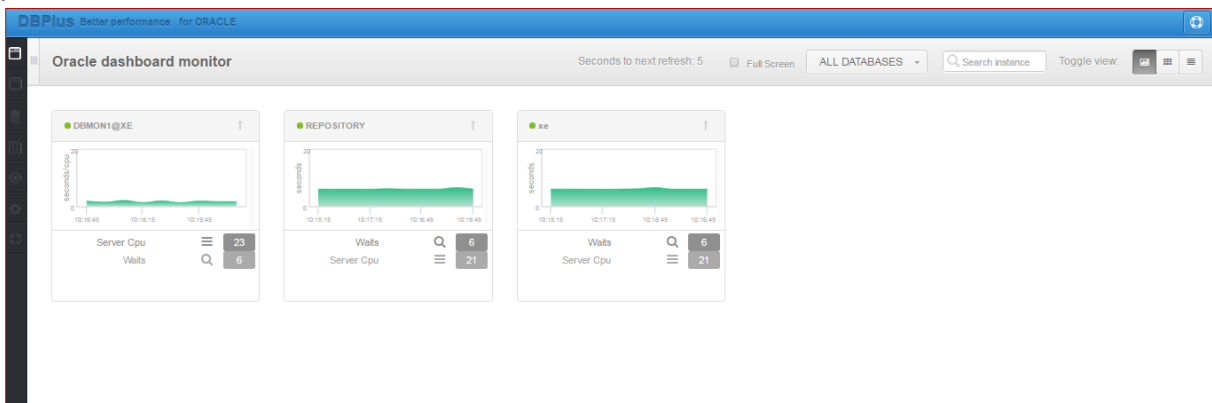 DBPlus Better performance for ORACLE
Oracle dashboard monitor
Seconds to next refresh: 5
Full Screen
ALL DATABASES
Search instance
Toggle view:
DBMON1@XE
20
seconds/cpu
0
10:16:45 10:18:15 10:19:45
Server Cpu 23
Waits 6
REPOSITORY
20
seconds
0
10:15:15 10:17:15 10:18:45 10:19:45
Waits 6
Server Cpu 21
xe
20
seconds
0
10:15:15 10:17:15 10:18:45 10:16:45
Waits 6
Server Cpu 21